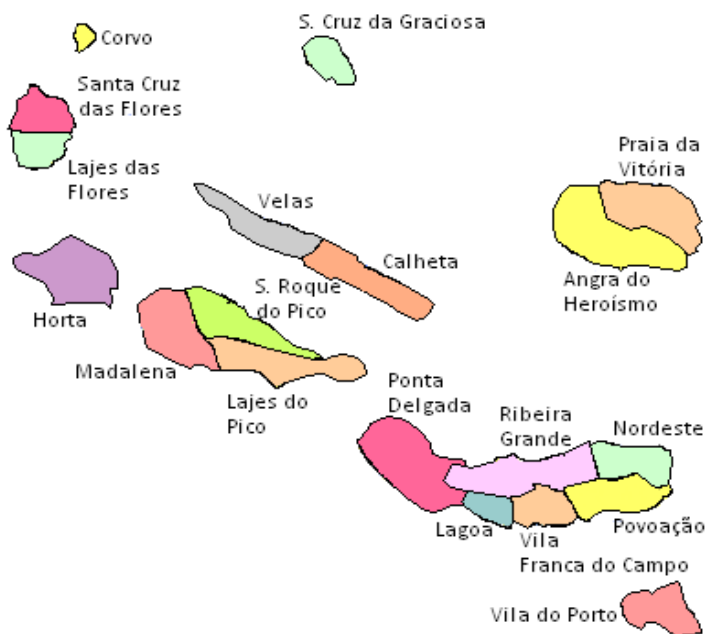 S. Cruz da Graciosa
Corvo
Santa Cruz
das Flores
Lajes das
Flores
Praia da
Vitória
Velas
Calheta
Angra do
Heroísmo
S. Roque
do Pico
Horta
Madalena
Lajes do
Pico
Ponta
Delgada
Ribeira
Grande
Nordeste
Lagoa
Vila
Franca do Campo
Povoação
Vila do Porto